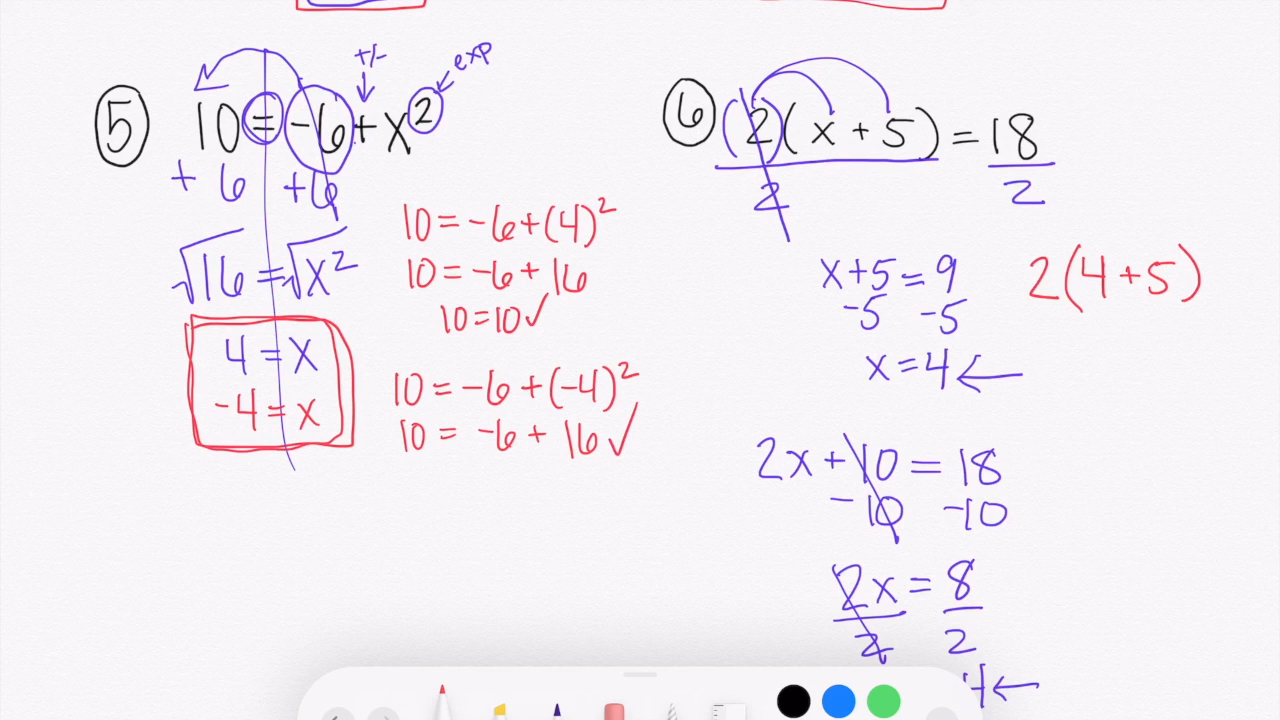 +/-
exp
⑤ 10 = -6 + x²
+ 6 +6
√16 = √x²
4 = x
-4 = x
10 = -6 + (4)²
10 = -6 + 16
10 = 10 ✓
10 = -6 + (-4)²
10 = -6 + 16 ✓
⑥ (2)(x + 5) = 18
2 2
x + 5 = 9
-5 -5
x = 4 ←
2(4 + 5)
2x + 10 = 18
-10 -10
2x = 8
2 2
4 ←